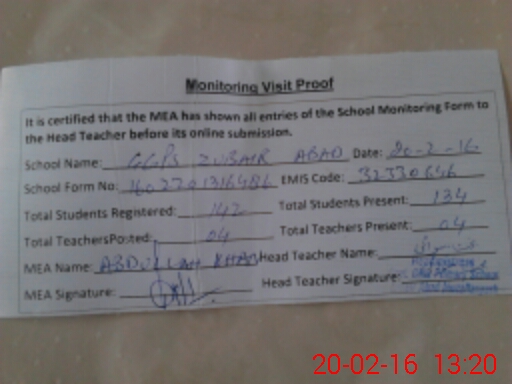 Monitoring Visit Proof
It is certified that the MEA has shown all entries of the School Monitoring Form to
the Head Teacher before its online submission.
School Name: GGPS ZUBAIR ABAD Date: 20-2-16
School Form No: EMIS Code: 32330646
Total Students Registered: 142 Total Students Present: 134
Total TeachersPosted: 04 Total Teachers Present: 04
MEA Name: ABDULLAH KHAN Head Teacher Name:
MEA Signature: Head Teacher Signature:
20-02-16 13:20